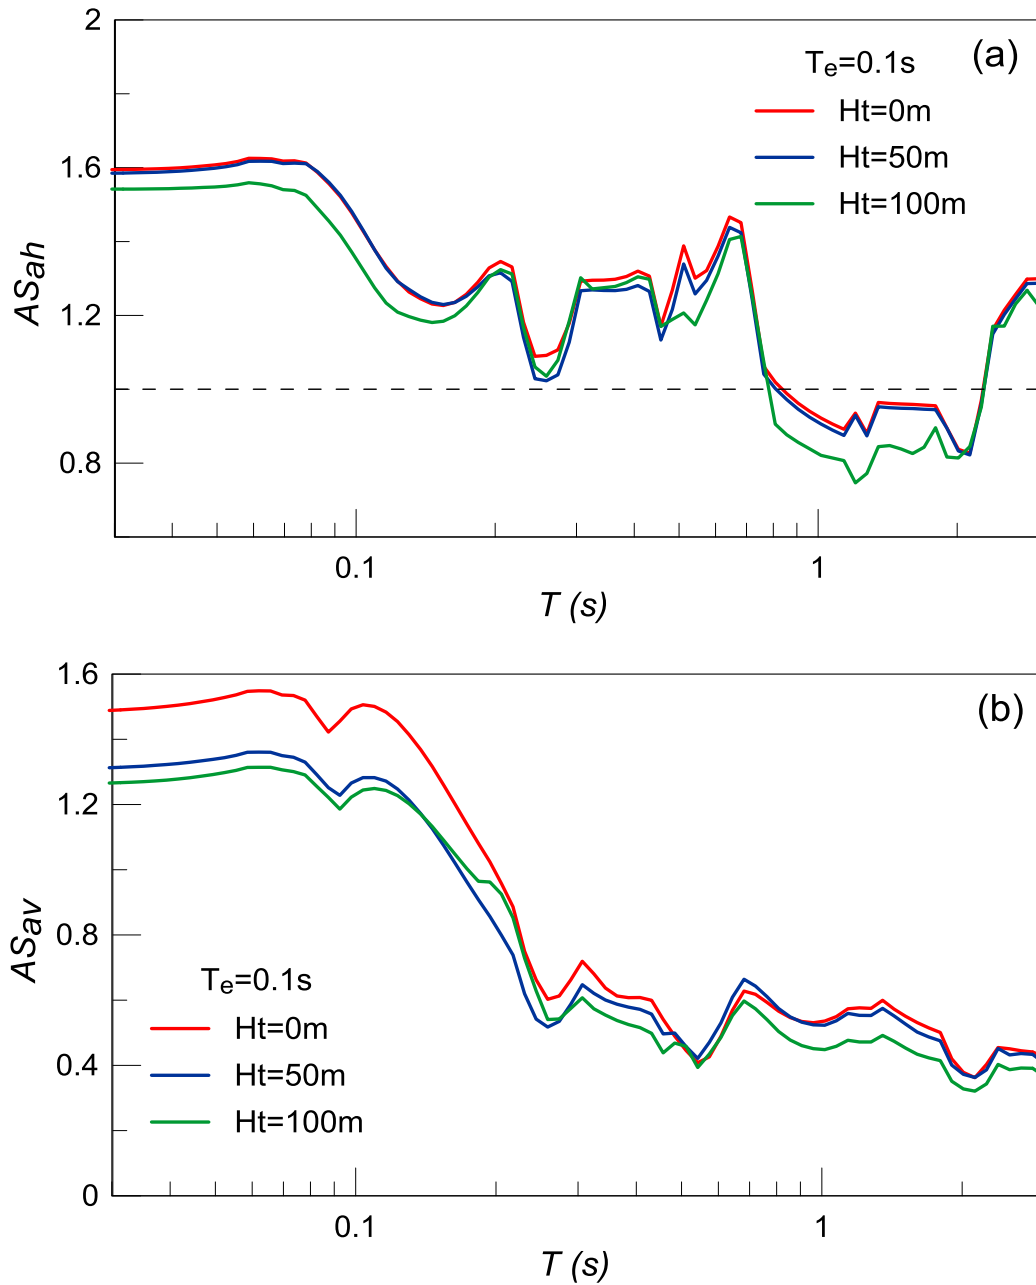 2
(a)
Te=0.1s
Ht=0m
1.6
Ht=50m
Ht=100m
ASah
1.2
0.8
0.1
1
T (s)
1.6
(b)
1.2
ASav
0.8
Te=0.1s
Ht=0m
0.4
Ht=50m
Ht=100m
0
0.1
1
T (s)